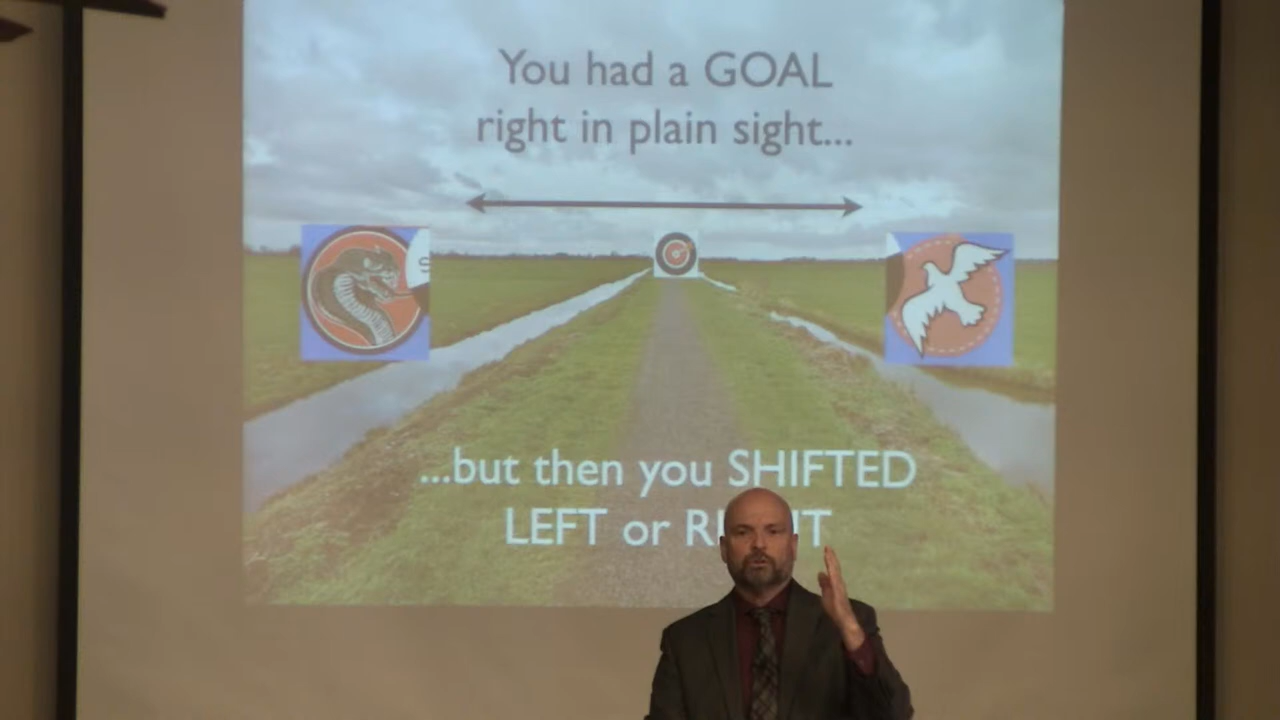 You had a GOAL
right in plain sight...
S
...but then you SHIFTED
LEFT or